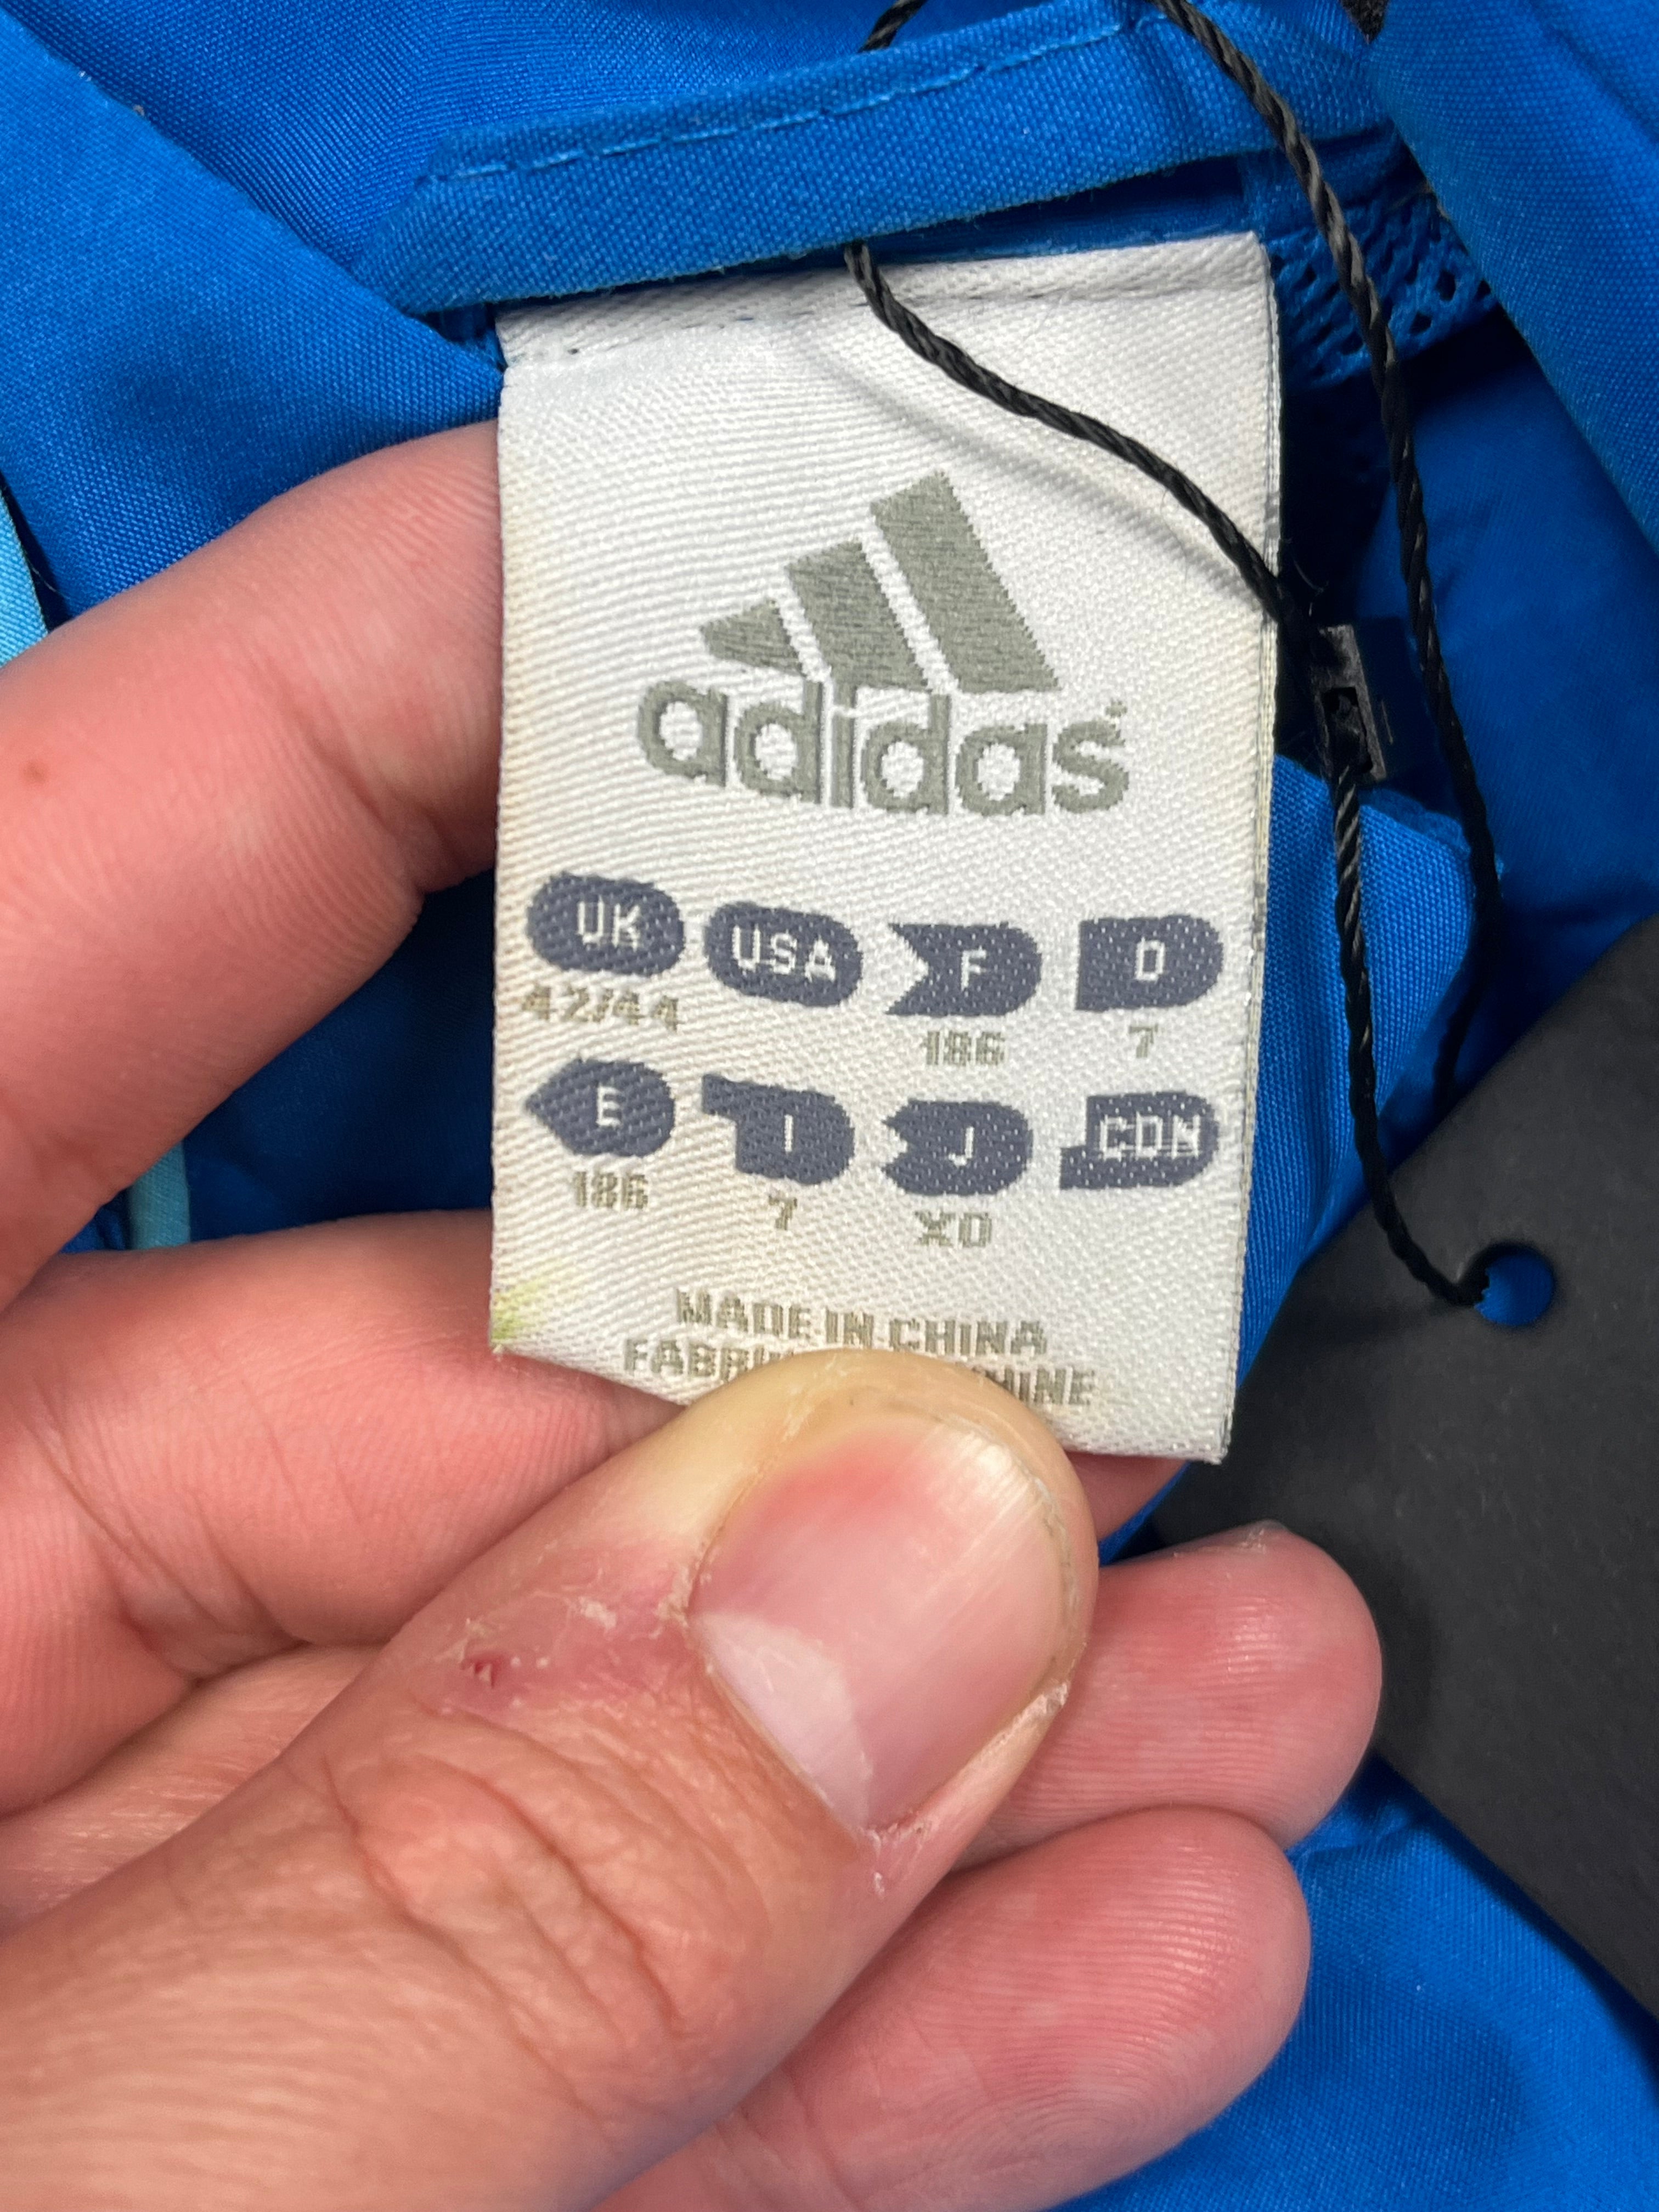 adidas
UK USA F D
42/44 186 7
E I J CDN
186 7 XO
MADE IN CHINA